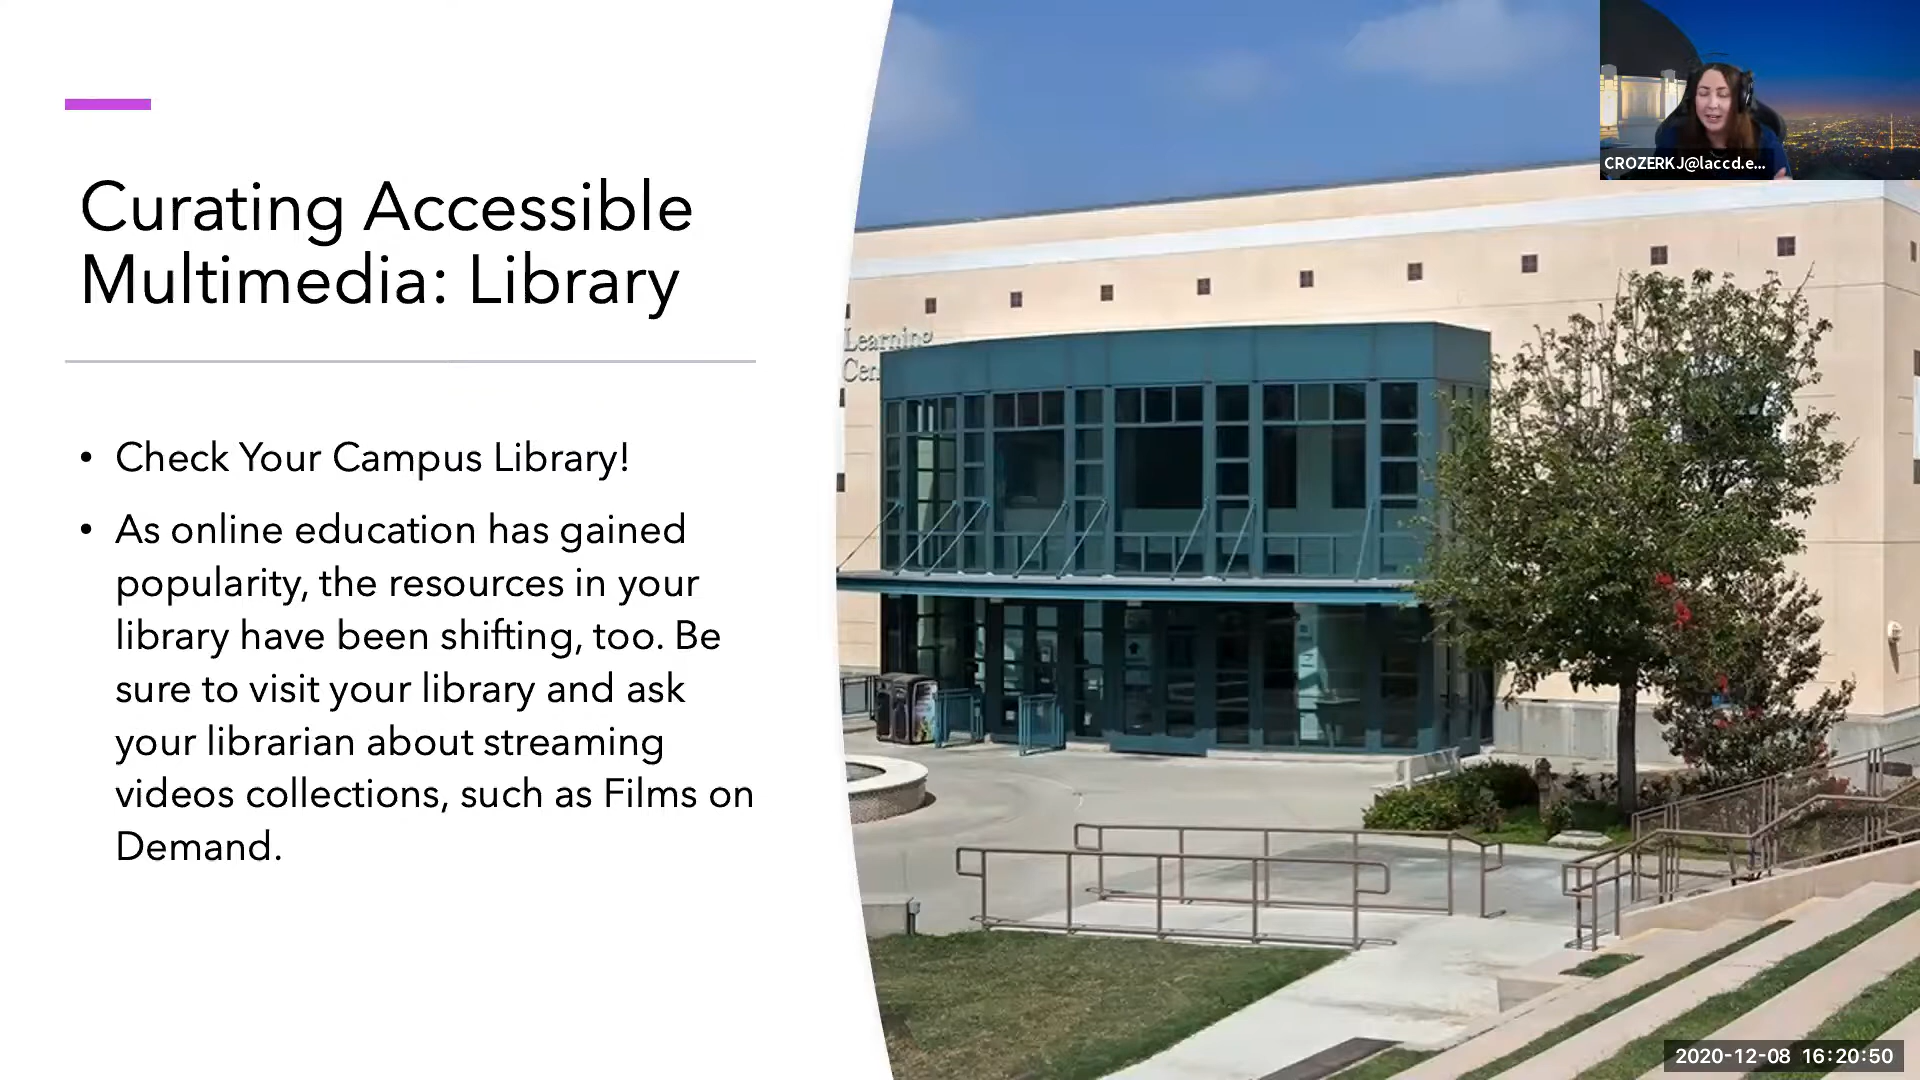 Curating Accessible
Multimedia: Library
• Check Your Campus Library!
• As online education has gained
popularity, the resources in your
library have been shifting, too. Be
sure to visit your library and ask
your librarian about streaming
videos collections, such as Films on
Demand.
Learning
CROZERKJ@laccd.e...
2020-12-08 16:20:50